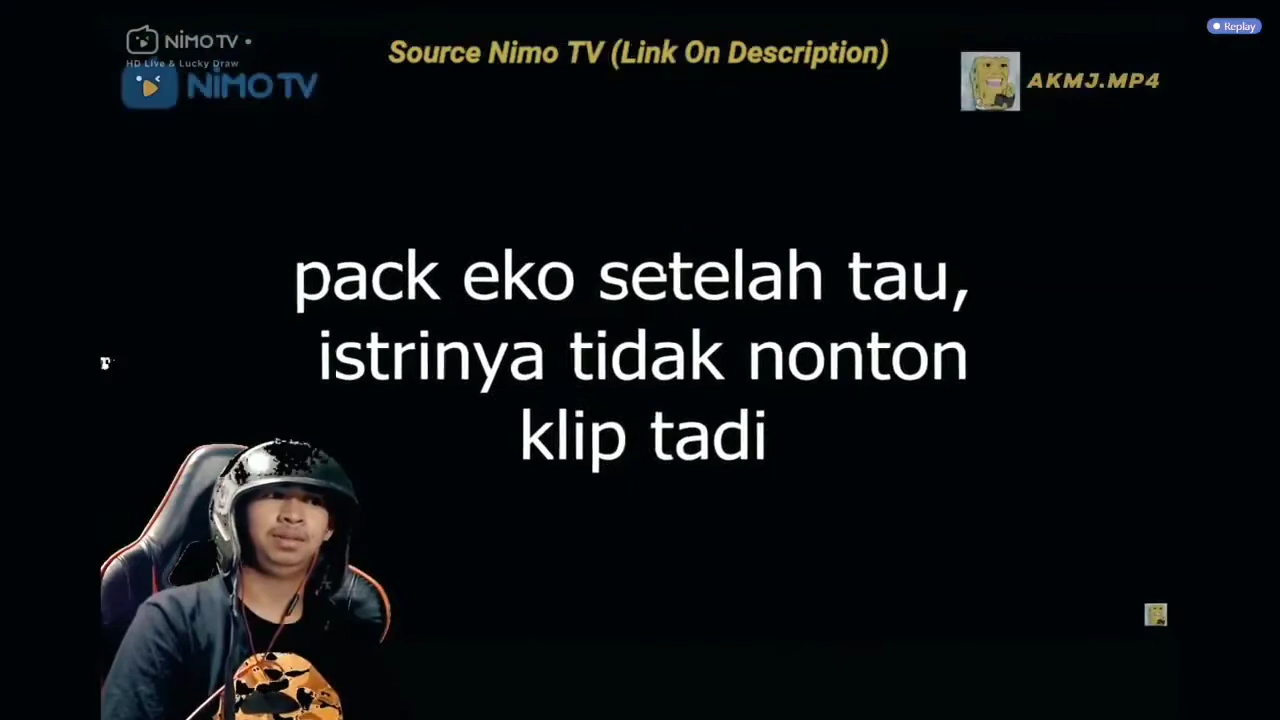 NIMO TV
HD Live & Lucky Draw
NIMO TV
Source Nimo TV (Link On Description)
Replay
AKMJ.MP4
pack eko setelah tau,
istrinya tidak nonton
klip tadi